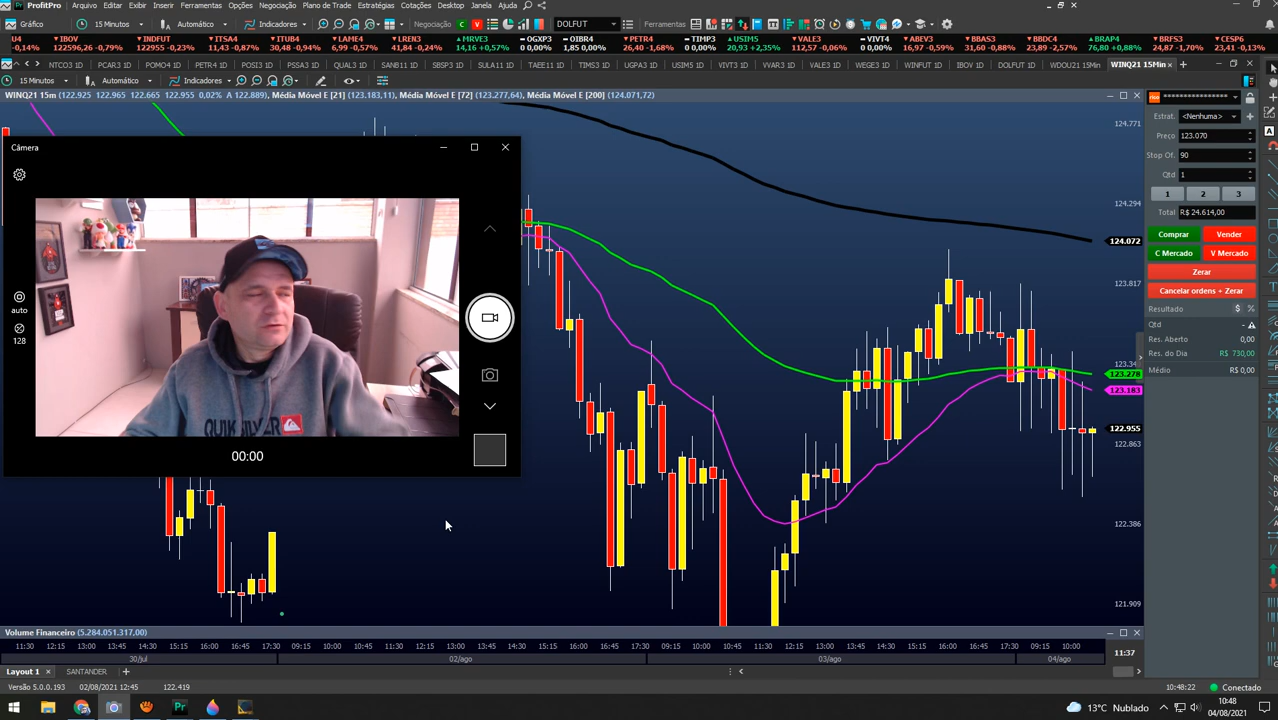 ProfitPro
Arquivo Editar Exibir Inserir Ferramentas Opções Negociação Plano de Trade Estratégias Cotações Desktop Janela Ajuda
Gráfico 15 Minutos Automático Indicadores Negociação C V DOLFUT Ferramentas
U4 IBOV INDFUT ITSA4 ITUB4 LAME4 LREN3 MRVE3 OGXP3 OIBR4 PETR4 TIMP3 USIM5 VALE3 VIVT4 ABEV3 BBAS3 BBDC4 BRAP4 BRFS3 CESP6
-0,14% 122596,26 -0,79% 122955 -0,23% 11,43 -0,87% 30,48 -0,94% 6,99 -0,57% 41,84 -0,24% 14,16 +0,57% 0,00 0,00% 1,85 0,00% 26,40 -1,68% 0,00 0,00% 20,93 +2,35% 112,57 -0,06% 0,00 0,00% 16,97 -0,59% 31,60 -0,88% 23,89 -2,57% 76,80 +0,88% 24,87 -1,70% 23,41 -0,13%
NTCO3 1D PCAR3 1D POMO4 1D PETR4 1D POSI3 1D PSSA3 1D QUAL3 1D SANB11 1D SBSP3 1D SULA11 1D TAEE11 1D TIMS3 1D UGPA3 1D USIM5 1D VIVT3 1D VVAR3 1D VALE3 1D WEGE3 1D WINFUT 1D IBOV 1D DOLFUT 1D WDOU21 15Min WINQ21 15Min
15 Minutos Automático Indicadores
WINQ21 15m (122.925 122.965 122.665 122.955 0,02% A 122.889), Média Móvel E [21] (123.183,11), Média Móvel E [72] (123.277,64), Média Móvel E [200] (124.071,72)
rico ****************
Estrat. <Nenhuma>
Preço 123.070
Stop Of. 90
Qtd 1
1 2 3
Total R$ 24.614,00
Comprar Vender
C Mercado V Mercado
Zerar
Cancelar ordens + Zerar
Resultado $ %
Qtd -
Res. Aberto 0,00
Res. do Dia R$ 730,00
Médio R$ 0,00
124.771
124.294
124.072
123.817
123.278
123.183
122.955
122.863
122.386
121.909
Câmera
auto
128
QUIKSILVER
00:00
Volume Financeiro (5.284.051.317,00)
11:30 12:15 13:00 13:45 14:30 15:15 16:00 16:45 17:30 09:15 10:00 10:45 11:30 12:15 13:00 13:45 14:30 15:15 16:00 16:45 17:30 09:15 10:00 10:45 11:30 12:15 13:00 13:45 14:30 15:15 16:00 16:45 17:30 09:15 10:00
30/jul 02/ago 03/ago 04/ago
11:37
Layout 1 SANTANDER
Versão 5.0.0.193 02/08/2021 12:45 122.419
10:48:22 Conectado
Pr
13°C Nublado
10:48
04/08/2021